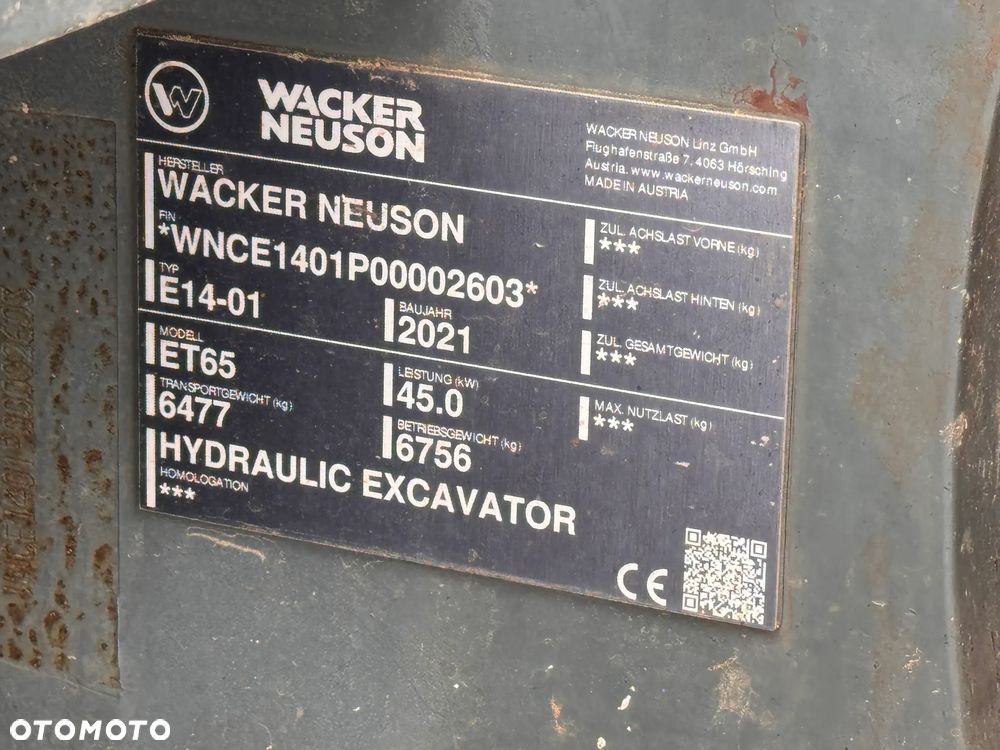 W
WACKER
NEUSON
WACKER NEUSON Linz GmbH
Flughafenstraße 7, 4063 Hörsching
Austria, www.wackerneuson.com
MADE IN AUSTRIA
HERSTELLER
WACKER NEUSON
FIN
*WNCE1401P00002603*
TYP
E14-01
BAUJAHR
2021
MODELL
ET65
LEISTUNG (kW)
45.0
TRANSPORTGEWICHT (kg)
6477
BETRIEBSGEWICHT (kg)
6756
HYDRAULIC EXCAVATOR
HOMOLOGATION
***
ZUL. ACHSLAST VORNE (kg)
***
ZUL. ACHSLAST HINTEN (kg)
***
ZUL. GESAMTGEWICHT (kg)
***
MAX. NUTZLAST (kg)
***
CE
OTOMOTO